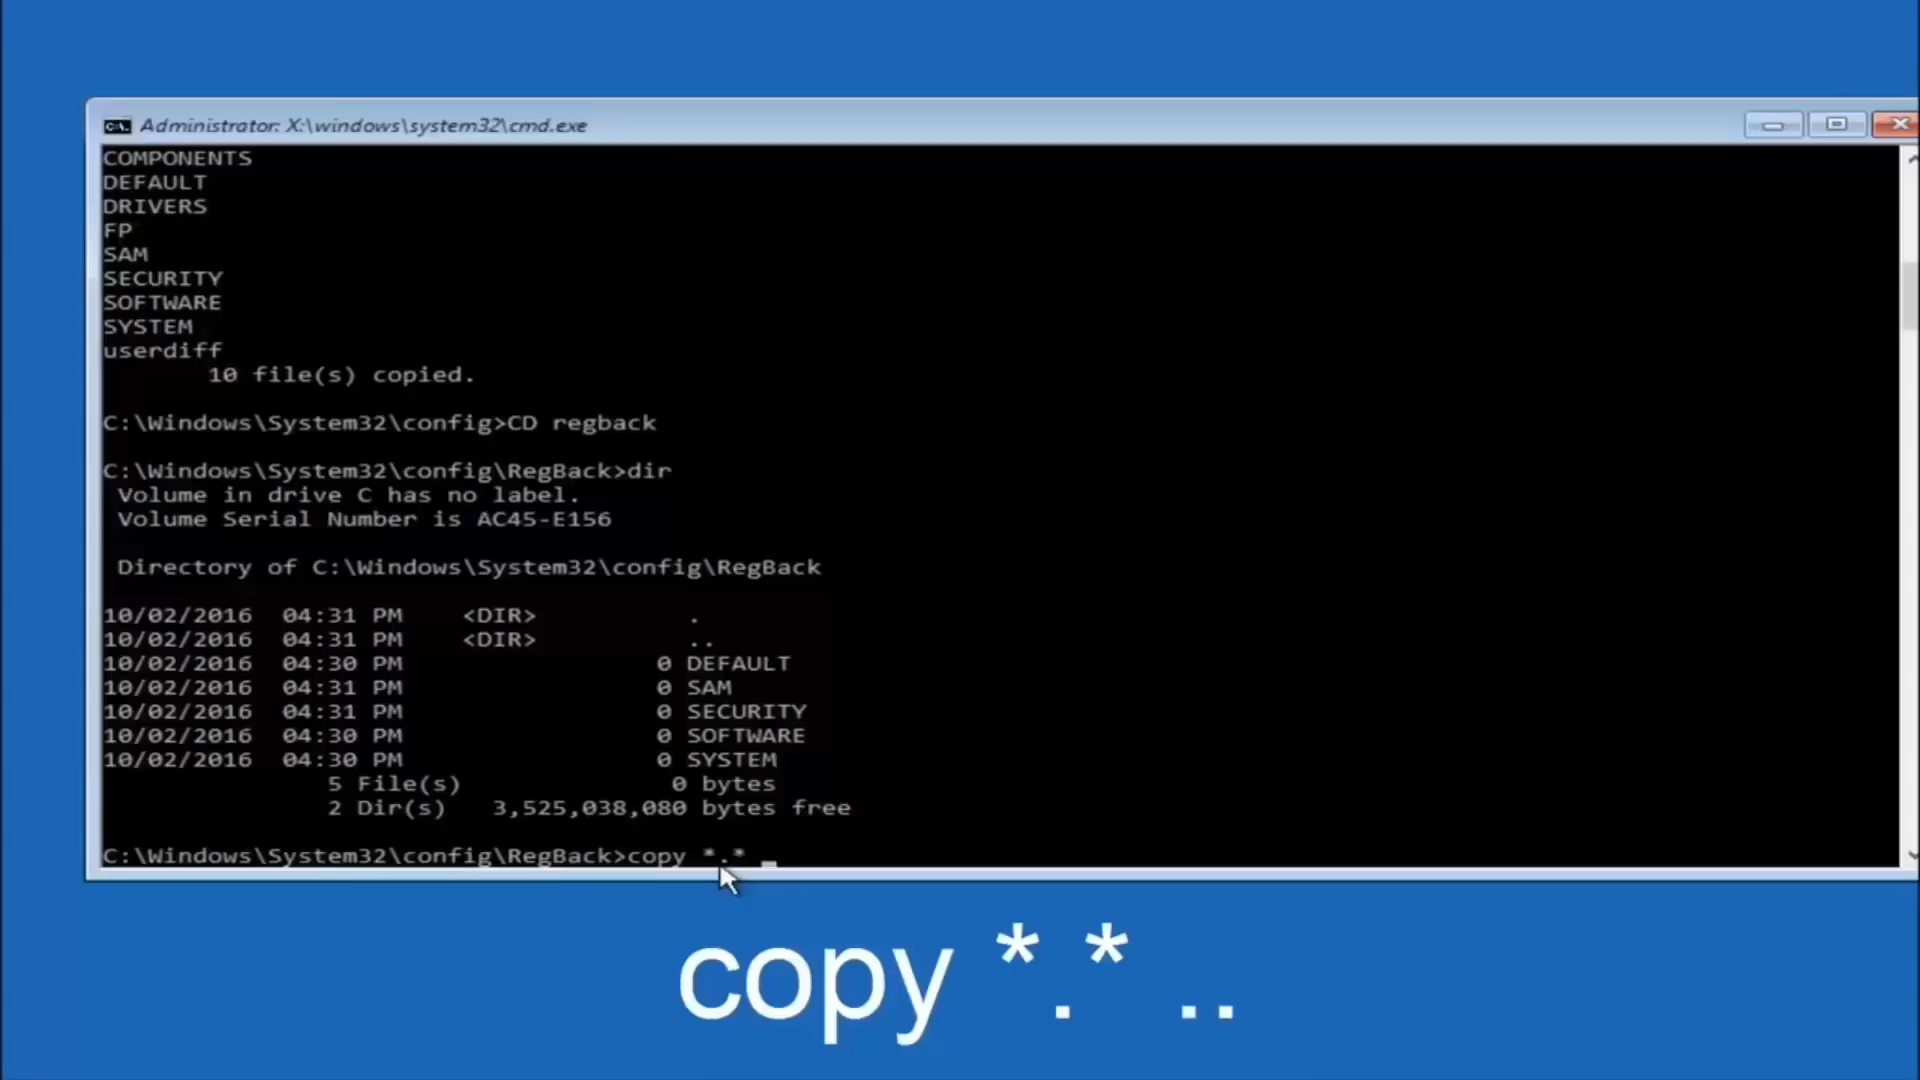 Administrator: X:\windows\system32\cmd.exe
COMPONENTS
DEFAULT
DRIVERS
FP
SAM
SECURITY
SOFTWARE
SYSTEM
userdiff
10 file(s) copied.
C:\Windows\System32\config>CD regback
C:\Windows\System32\config\RegBack>dir
Volume in drive C has no label.
Volume Serial Number is AC45-E156
Directory of C:\Windows\System32\config\RegBack
10/02/2016 04:31 PM <DIR> .
10/02/2016 04:31 PM <DIR> ..
10/02/2016 04:30 PM 0 DEFAULT
10/02/2016 04:31 PM 0 SAM
10/02/2016 04:31 PM 0 SECURITY
10/02/2016 04:30 PM 0 SOFTWARE
10/02/2016 04:30 PM 0 SYSTEM
5 File(s) 0 bytes
2 Dir(s) 3,525,038,080 bytes free
C:\Windows\System32\config\RegBack>copy *.* _
copy *.* ..